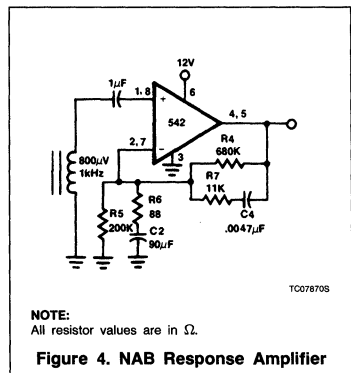 12V
1µF
1, 8
6
+
4, 5
542
2, 7
−
3
R4
680K
800µV
1kHz
R7
11K
R6
88
R5
200K
C4
.0047µF
C2
90µF
TC07870S
NOTE:
All resistor values are in Ω.
Figure 4. NAB Response Amplifier